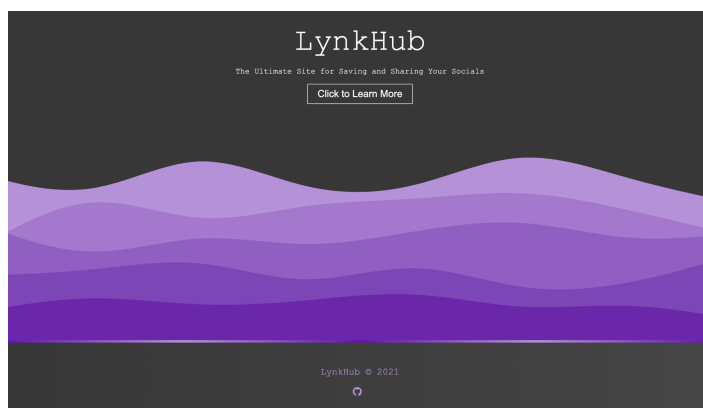 LynkHub
The Ultimate Site for Saving and Sharing Your Socials
Click to Learn More
LynkHub © 2021